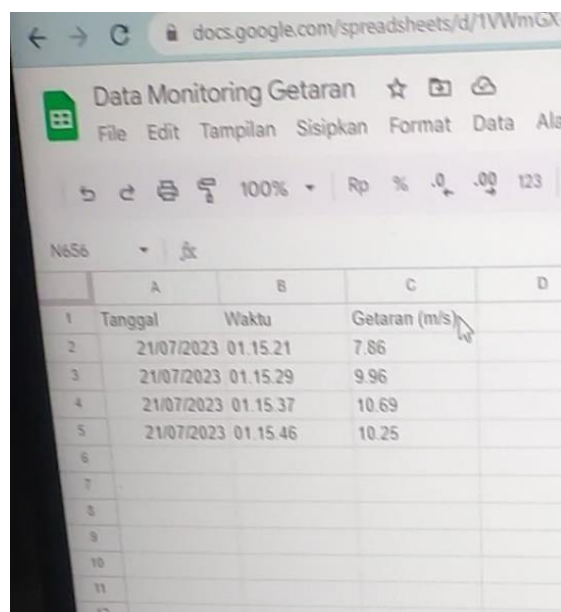 docs.google.com/spreadsheets/d/1VWmGX
Data Monitoring Getaran
File Edit Tampilan Sisipkan Format Data Ala
100% Rp % .0 .00 123
N656 fx
A B C D
1 Tanggal Waktu Getaran (m/s)
2 21/07/2023 01.15.21 7.86
3 21/07/2023 01.15.29 9.96
4 21/07/2023 01.15.37 10.69
5 21/07/2023 01.15.46 10.25
6
7
8
9
10
11